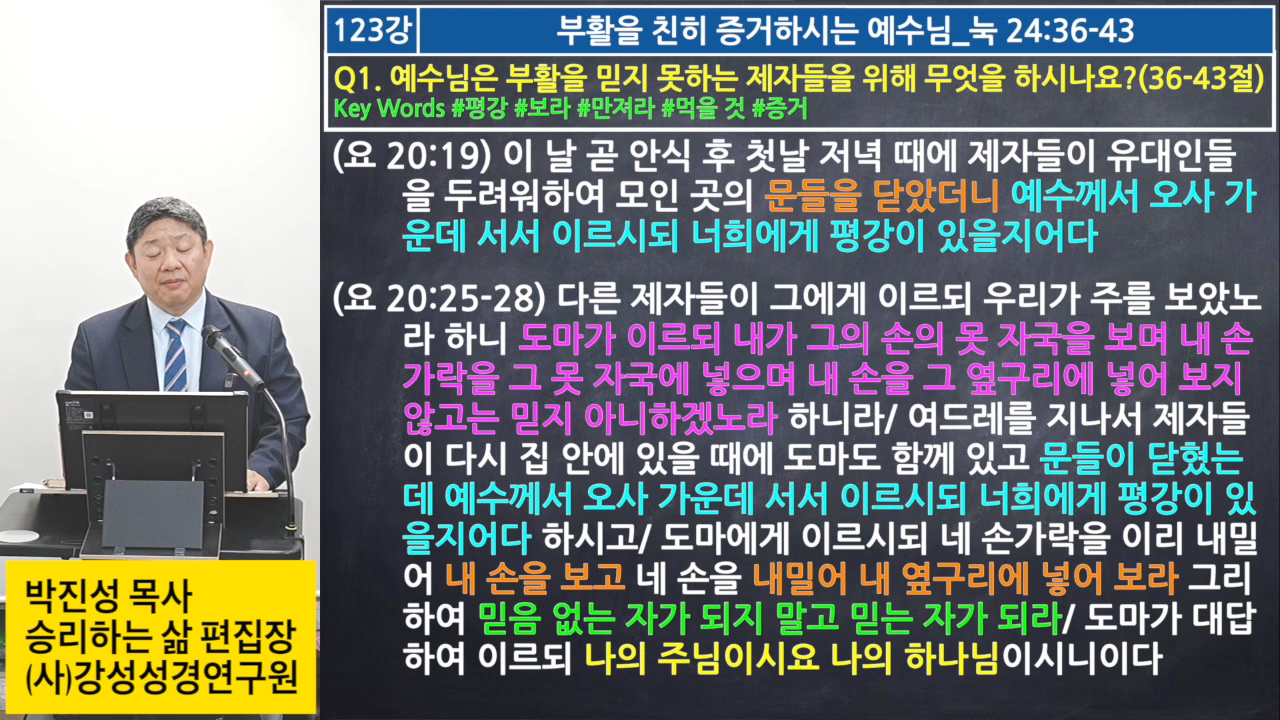 123강
부활을 친히 증거하시는 예수님_눅 24:36-43
Q1. 예수님은 부활을 믿지 못하는 제자들을 위해 무엇을 하시나요?(36-43절)
Key Words #평강 #보라 #만져라 #먹을 것 #증거
(요 20:19) 이 날 곧 안식 후 첫날 저녁 때에 제자들이 유대인들
을 두려워하여 모인 곳의 문들을 닫았더니 예수께서 오사 가
운데 서서 이르시되 너희에게 평강이 있을지어다
(요 20:25-28) 다른 제자들이 그에게 이르되 우리가 주를 보았노
라 하니 도마가 이르되 내가 그의 손의 못 자국을 보며 내 손
가락을 그 못 자국에 넣으며 내 손을 그 옆구리에 넣어 보지
않고는 믿지 아니하겠노라 하니라/ 여드레를 지나서 제자들
이 다시 집 안에 있을 때에 도마도 함께 있고 문들이 닫혔는
데 예수께서 오사 가운데 서서 이르시되 너희에게 평강이 있
을지어다 하시고/ 도마에게 이르시되 네 손가락을 이리 내밀
어 내 손을 보고 네 손을 내밀어 내 옆구리에 넣어 보라 그리
하여 믿음 없는 자가 되지 말고 믿는 자가 되라/ 도마가 대답
하여 이르되 나의 주님이시요 나의 하나님이시니이다
박진성 목사
승리하는 삶 편집장
(사)강성성경연구원